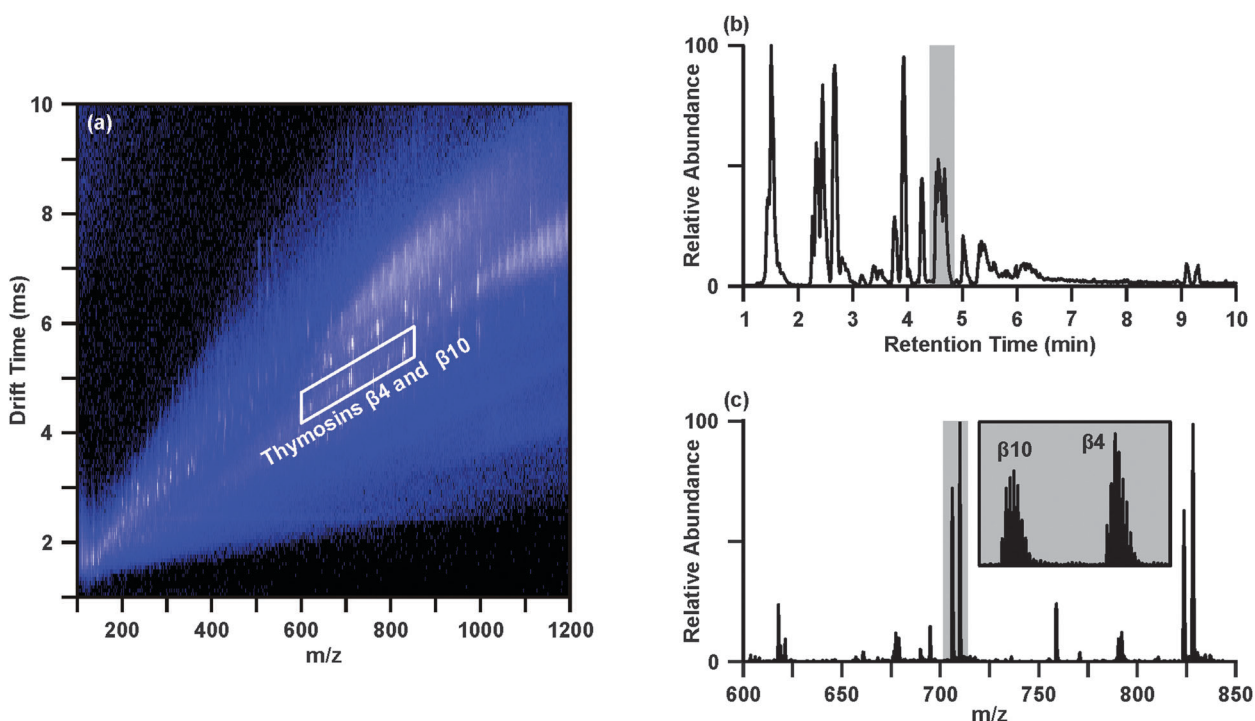 (a)
10
8
6
4
2
Drift Time (ms)
200 400 600 800 1000 1200
m/z
Thymosins β4 and β10
(b)
100
0
Relative Abundance
1 2 3 4 5 6 7 8 9 10
Retention Time (min)
(c)
100
0
Relative Abundance
β10 β4
600 650 700 750 800 850
m/z